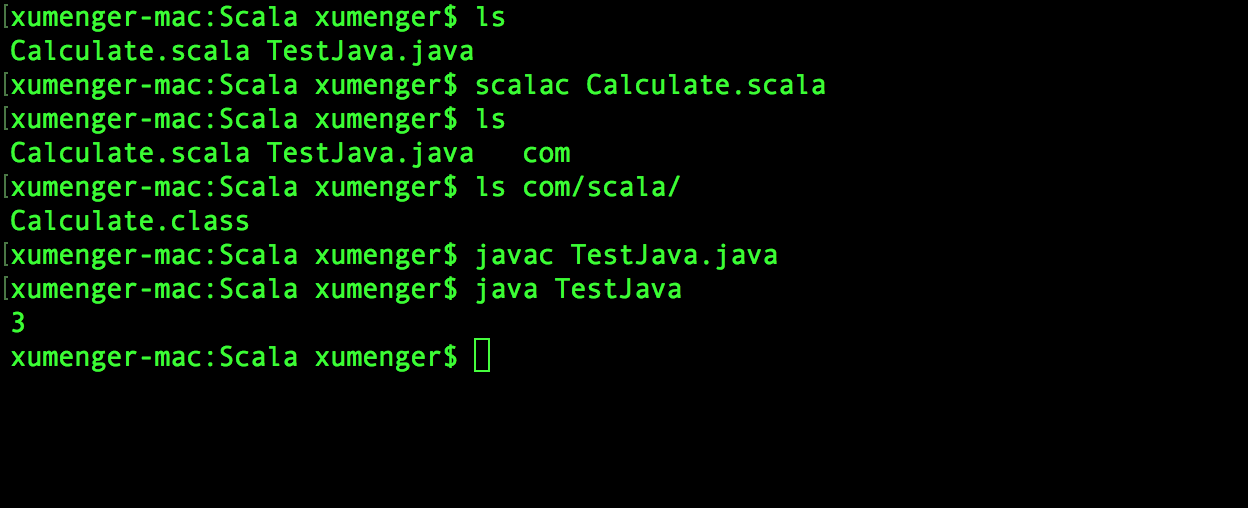 [xumenger-mac:Scala xumenger$ ls
Calculate.scala TestJava.java
[xumenger-mac:Scala xumenger$ scalac Calculate.scala
[xumenger-mac:Scala xumenger$ ls
Calculate.scala TestJava.java   com
[xumenger-mac:Scala xumenger$ ls com/scala/
Calculate.class
[xumenger-mac:Scala xumenger$ javac TestJava.java
[xumenger-mac:Scala xumenger$ java TestJava
3
xumenger-mac:Scala xumenger$